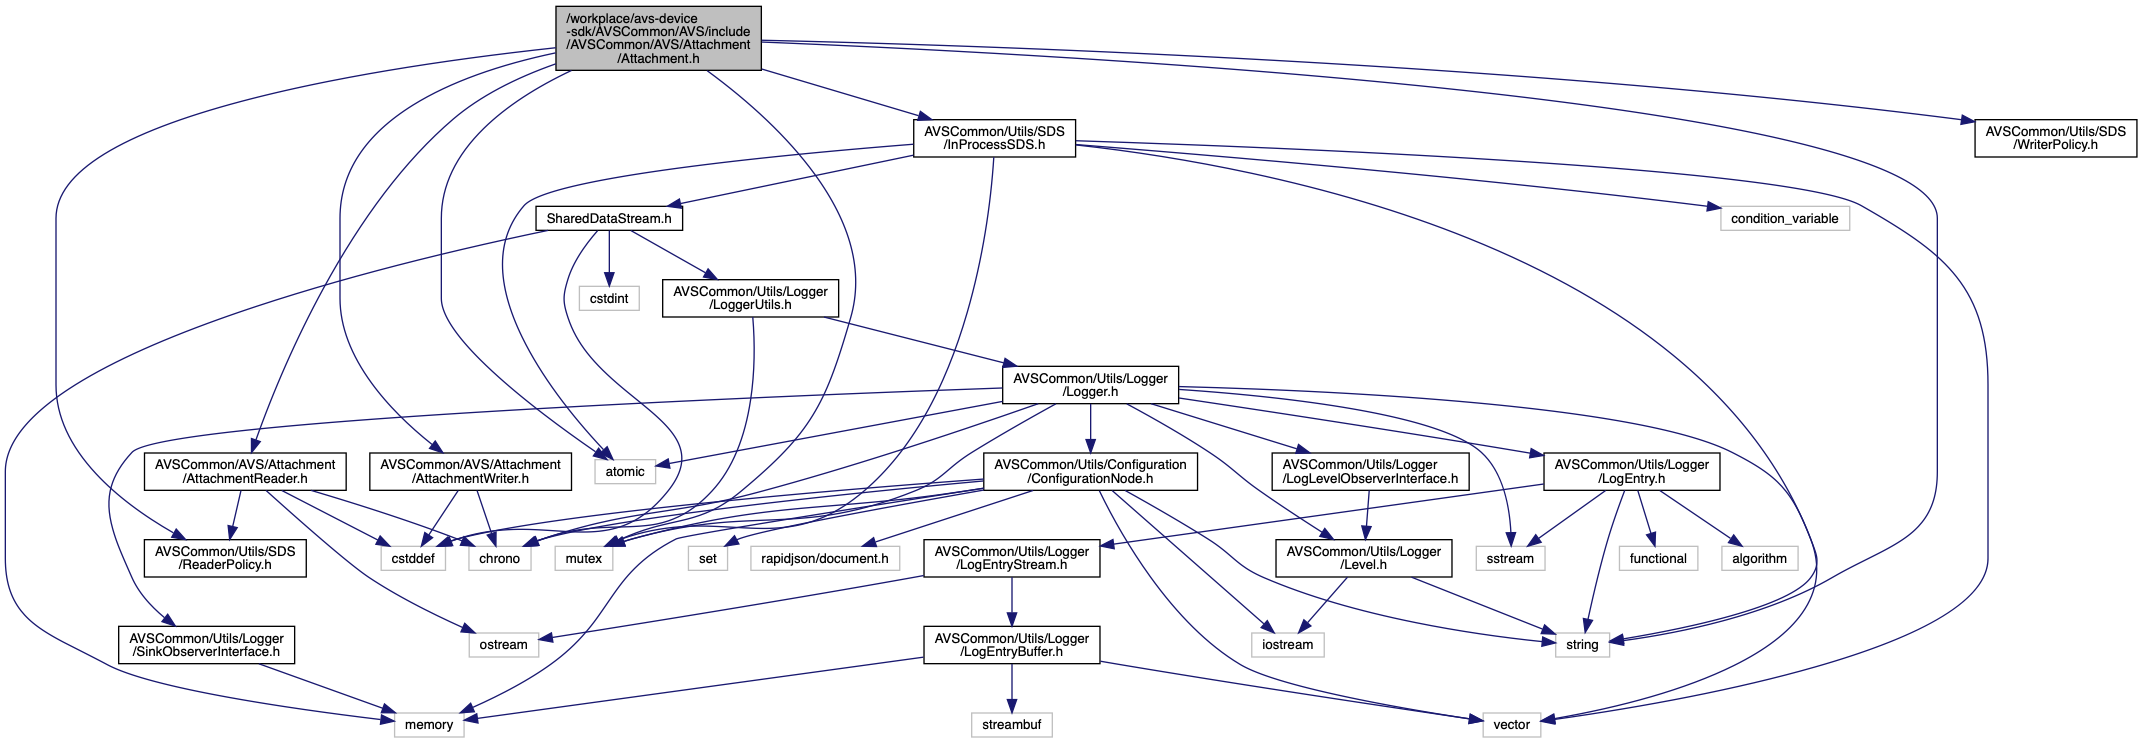 /workplace/avs-device
-sdk/AVSCommon/AVS/include
/AVSCommon/AVS/Attachment
/Attachment.h
AVSCommon/Utils/SDS
/InProcessSDS.h
AVSCommon/Utils/SDS
/WriterPolicy.h
SharedDataStream.h
condition_variable
cstdint
AVSCommon/Utils/Logger
/LoggerUtils.h
AVSCommon/Utils/Logger
/Logger.h
AVSCommon/AVS/Attachment
/AttachmentReader.h
AVSCommon/AVS/Attachment
/AttachmentWriter.h
atomic
AVSCommon/Utils/Configuration
/ConfigurationNode.h
AVSCommon/Utils/Logger
/LogLevelObserverInterface.h
AVSCommon/Utils/Logger
/LogEntry.h
AVSCommon/Utils/SDS
/ReaderPolicy.h
cstddef
chrono
mutex
set
rapidjson/document.h
AVSCommon/Utils/Logger
/LogEntryStream.h
AVSCommon/Utils/Logger
/Level.h
sstream
functional
algorithm
AVSCommon/Utils/Logger
/SinkObserverInterface.h
ostream
AVSCommon/Utils/Logger
/LogEntryBuffer.h
iostream
string
memory
streambuf
vector